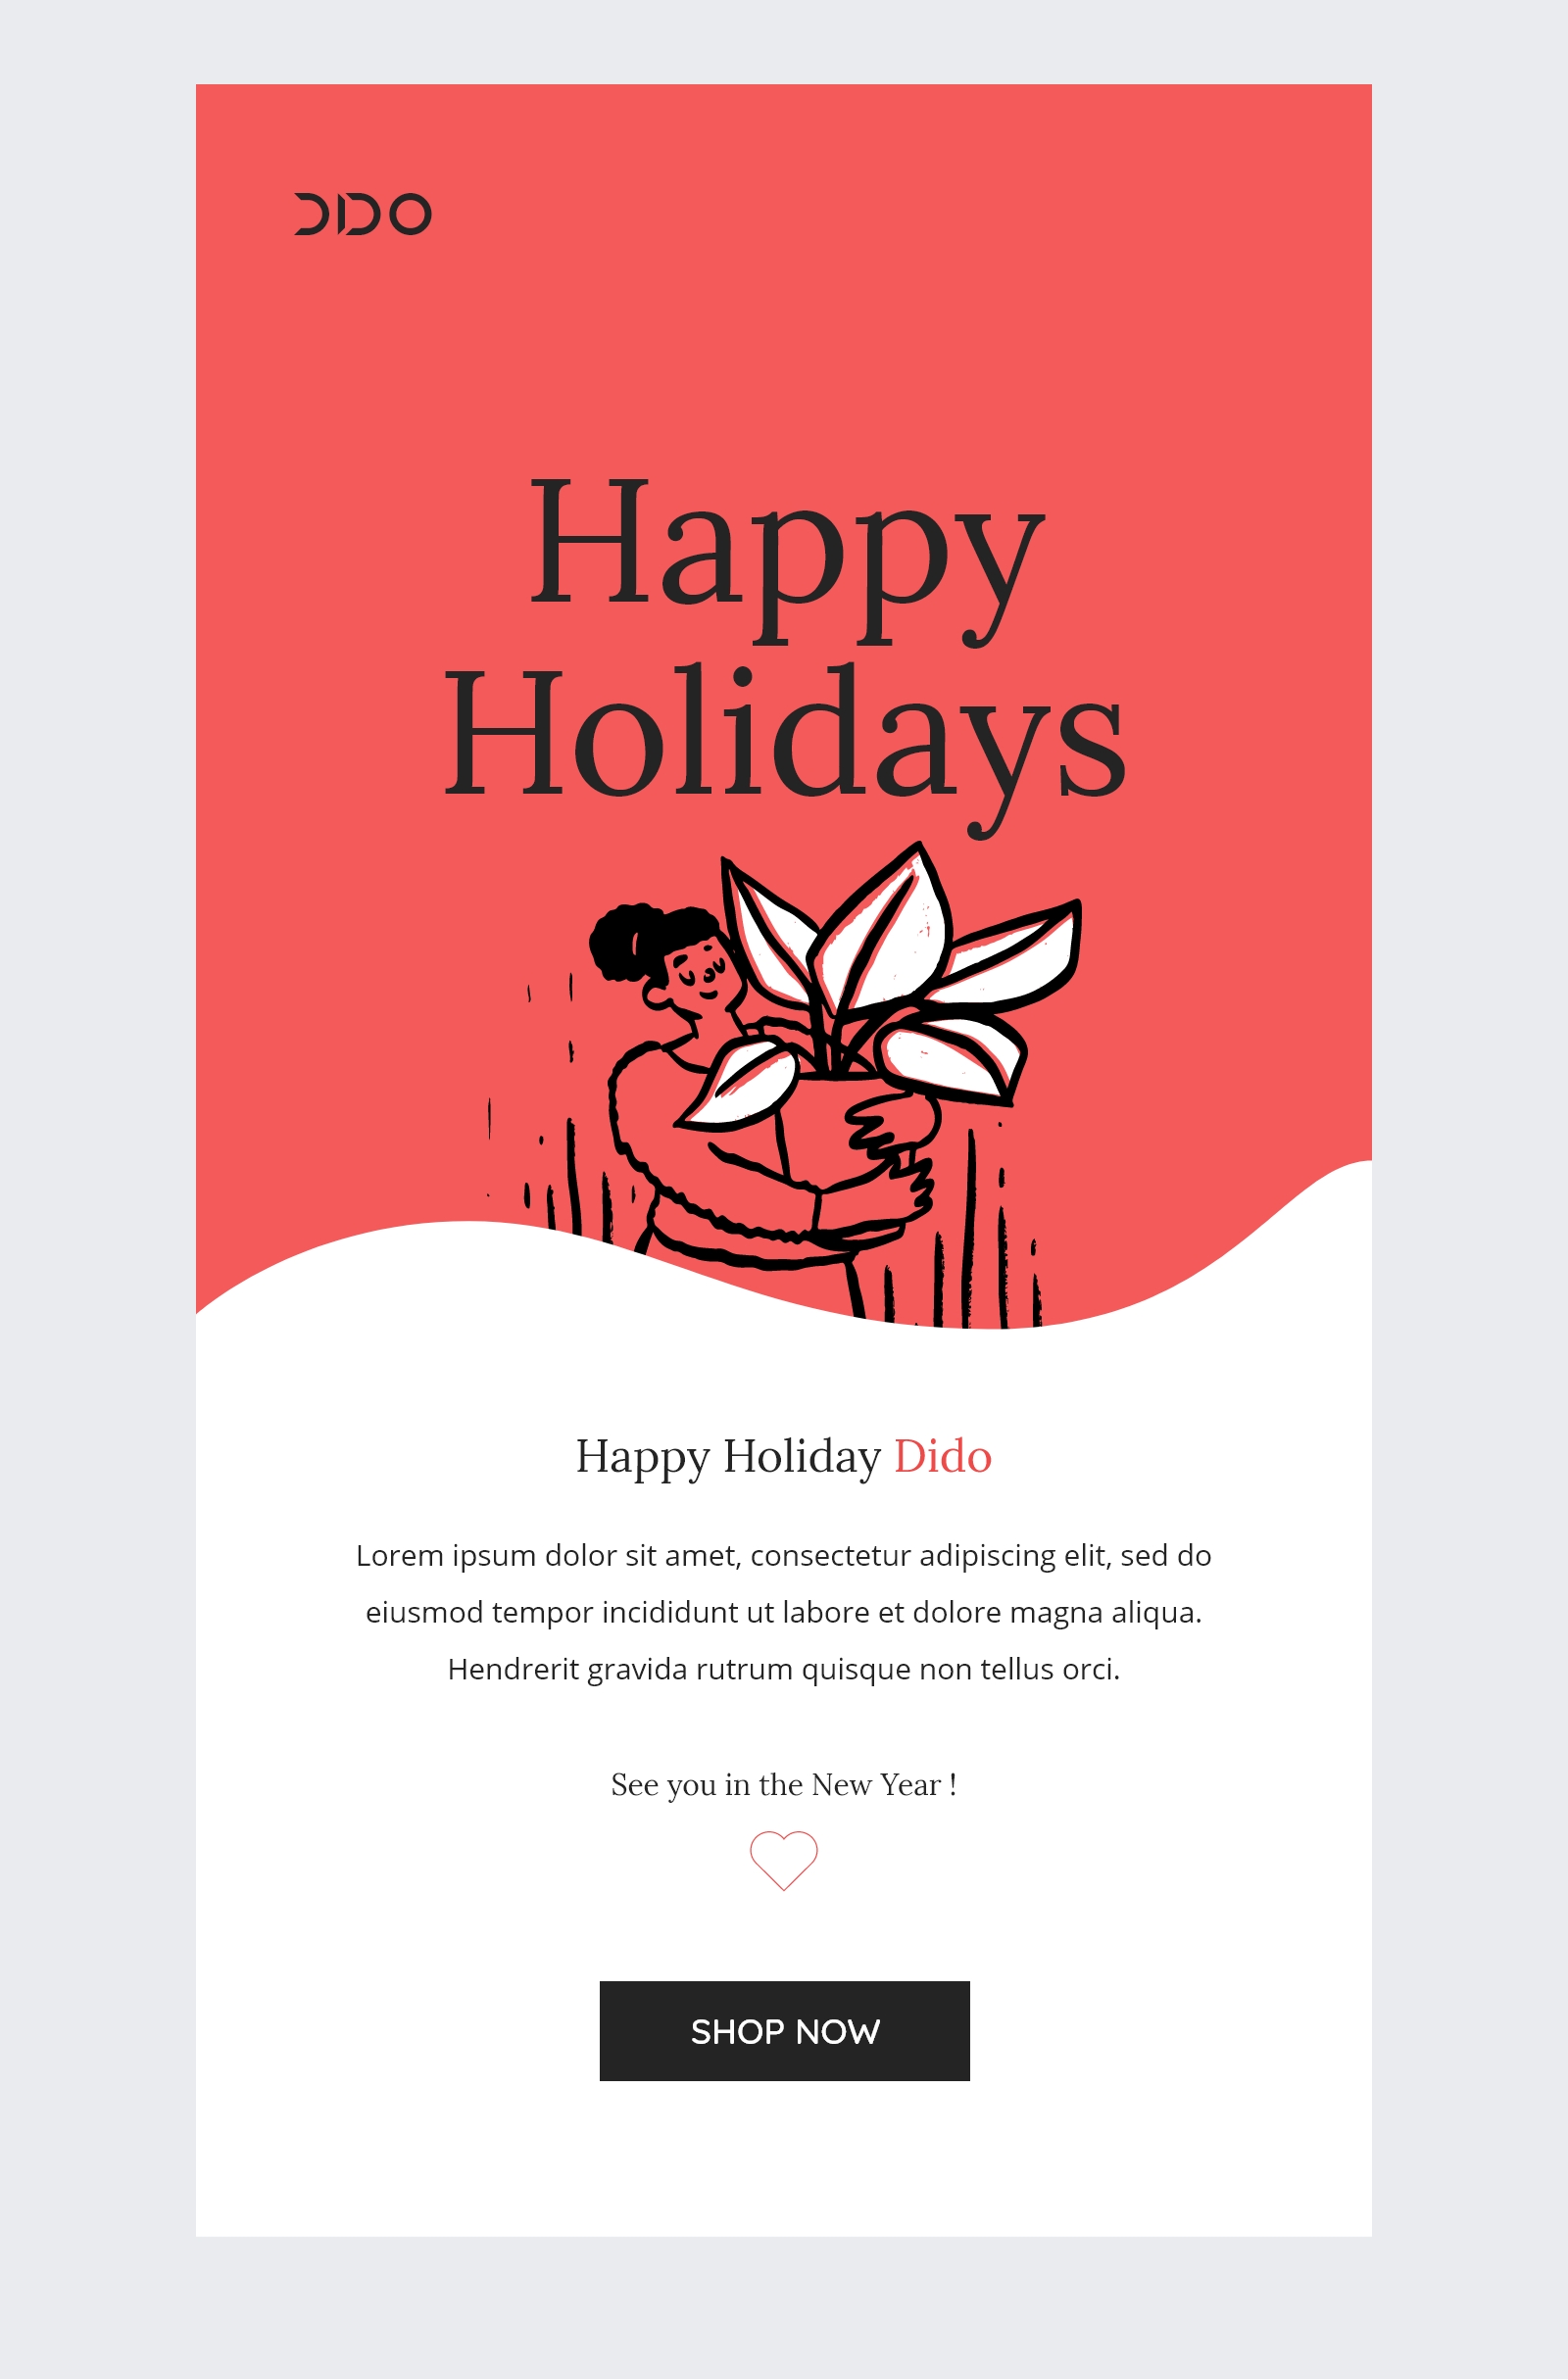 DIDO
Happy
Holidays
Happy Holiday Dido
Lorem ipsum dolor sit amet, consectetur adipiscing elit, sed do
eiusmod tempor incididunt ut labore et dolore magna aliqua.
Hendrerit gravida rutrum quisque non tellus orci.
See you in the New Year !
SHOP NOW